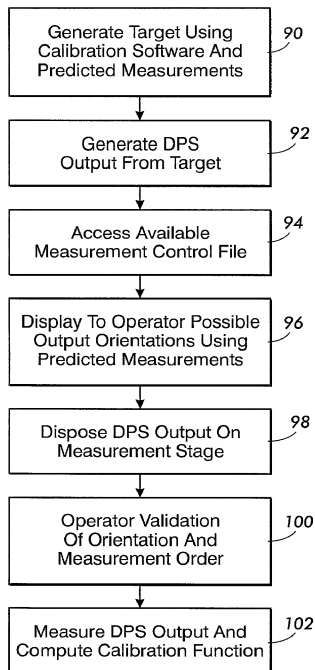 Generate Target Using
Calibration Software And
Predicted Measurements
90
Generate DPS
Output From Target
92
Access Available
Measurement Control File
94
Display To Operator Possible
Output Orientations Using
Predicted Measurements
96
Dispose DPS Output On
Measurement Stage
98
Operator Validation
Of Orientation And
Measurement Order
100
Measure DPS Output And
Compute Calibration Function
102